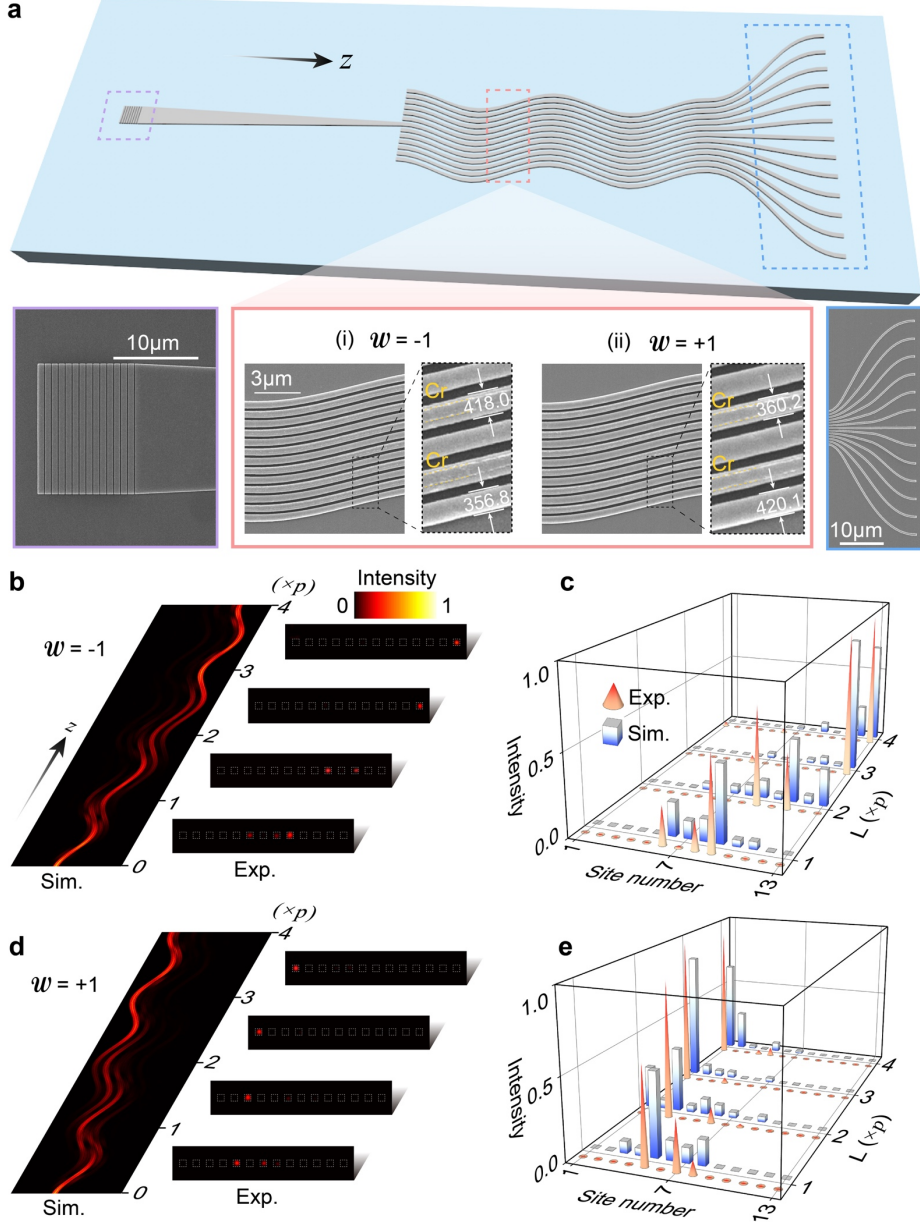 a
z
10μm
(i) 𝓌 = -1
(ii) 𝓌 = +1
3μm
Cr
418.0
Cr
356.8
Cr
360.2
Cr
420.1
10μm
b
(×p)
Intensity
0 1
𝓌 = -1
z
4
3
2
1
0
Sim.
Exp.
c
1.0
0.5
0.0
Intensity
Exp.
Sim.
1
7
13
Site number
1
2
3
4
L (×p)
d
(×p)
𝓌 = +1
4
3
2
1
0
Sim.
Exp.
e
1.0
0.5
0.0
Intensity
1
7
13
Site number
1
2
3
4
L (×p)